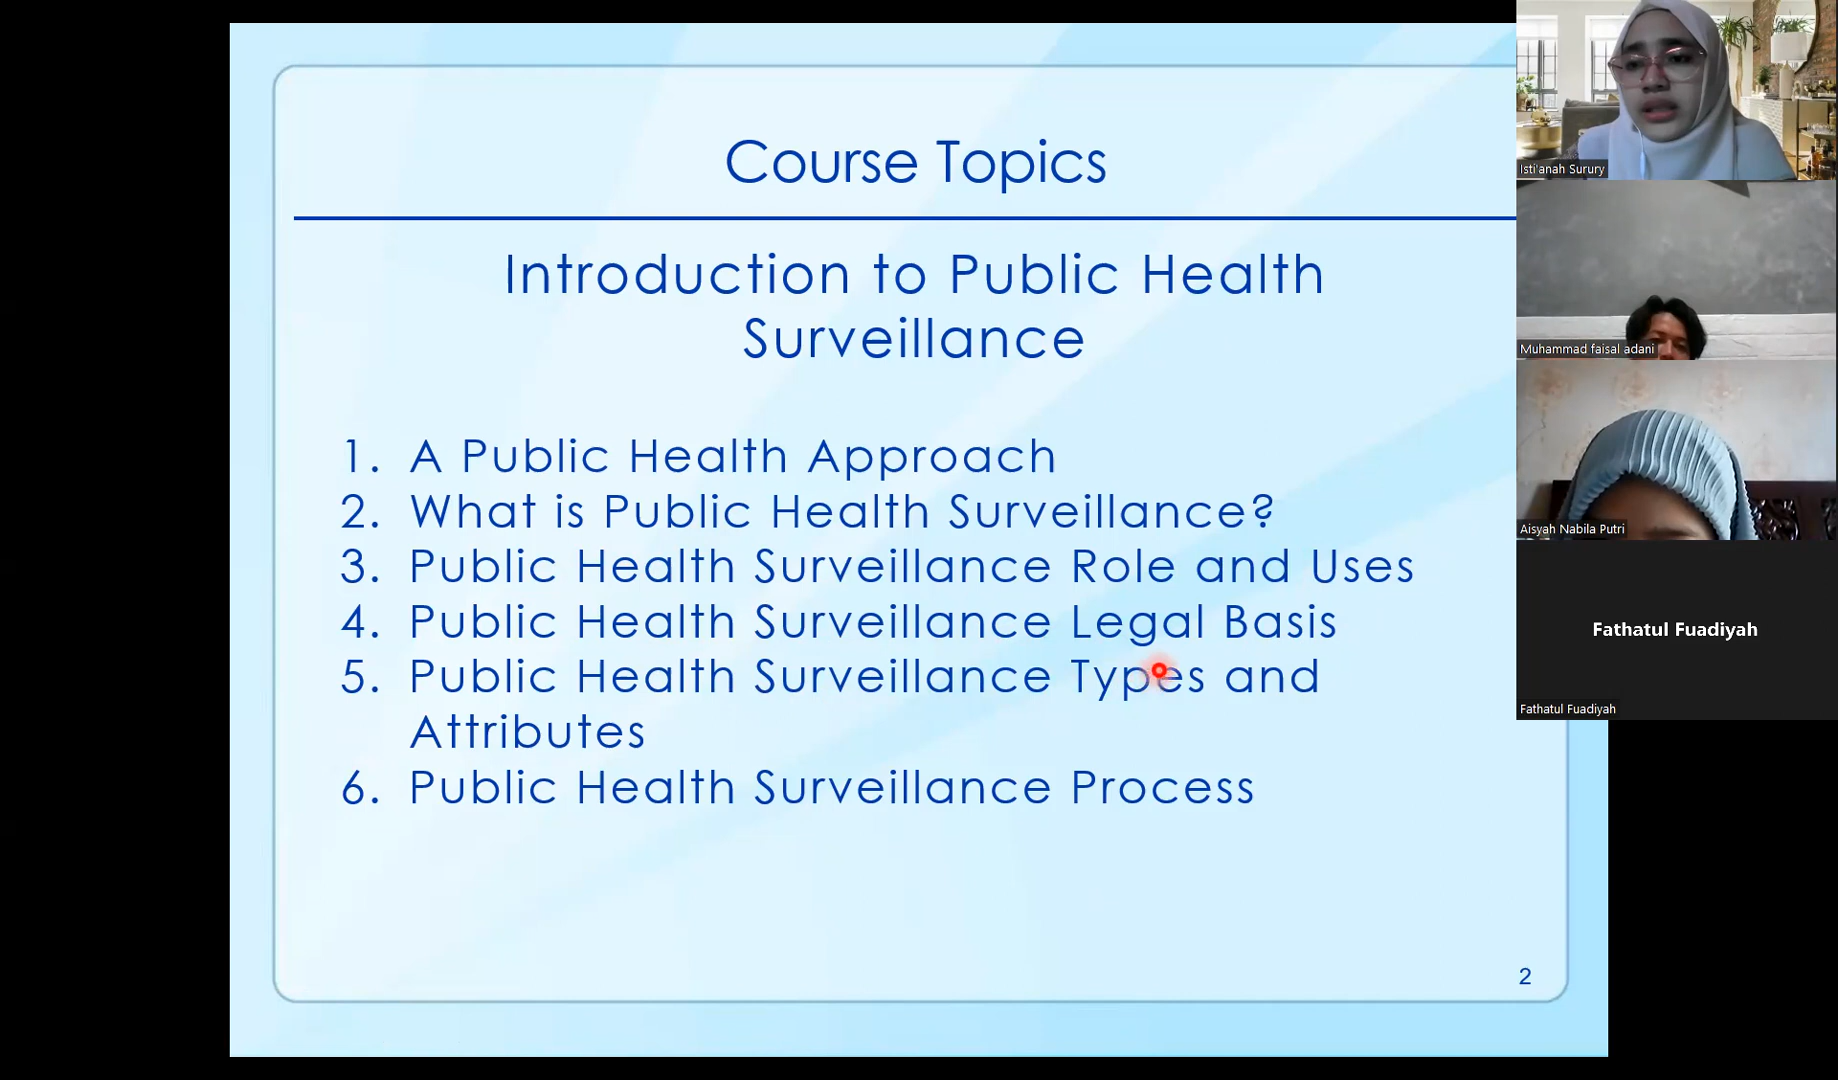 Course Topics
Introduction to Public Health
Surveillance
1. A Public Health Approach
2. What is Public Health Surveillance?
3. Public Health Surveillance Role and Uses
4. Public Health Surveillance Legal Basis
5. Public Health Surveillance Types and
Attributes
6. Public Health Surveillance Process
2
Isti'anah Surury
Muhammad faisal adani
Aisyah Nabila Putri
Fathatul Fuadiyah
Fathatul Fuadiyah